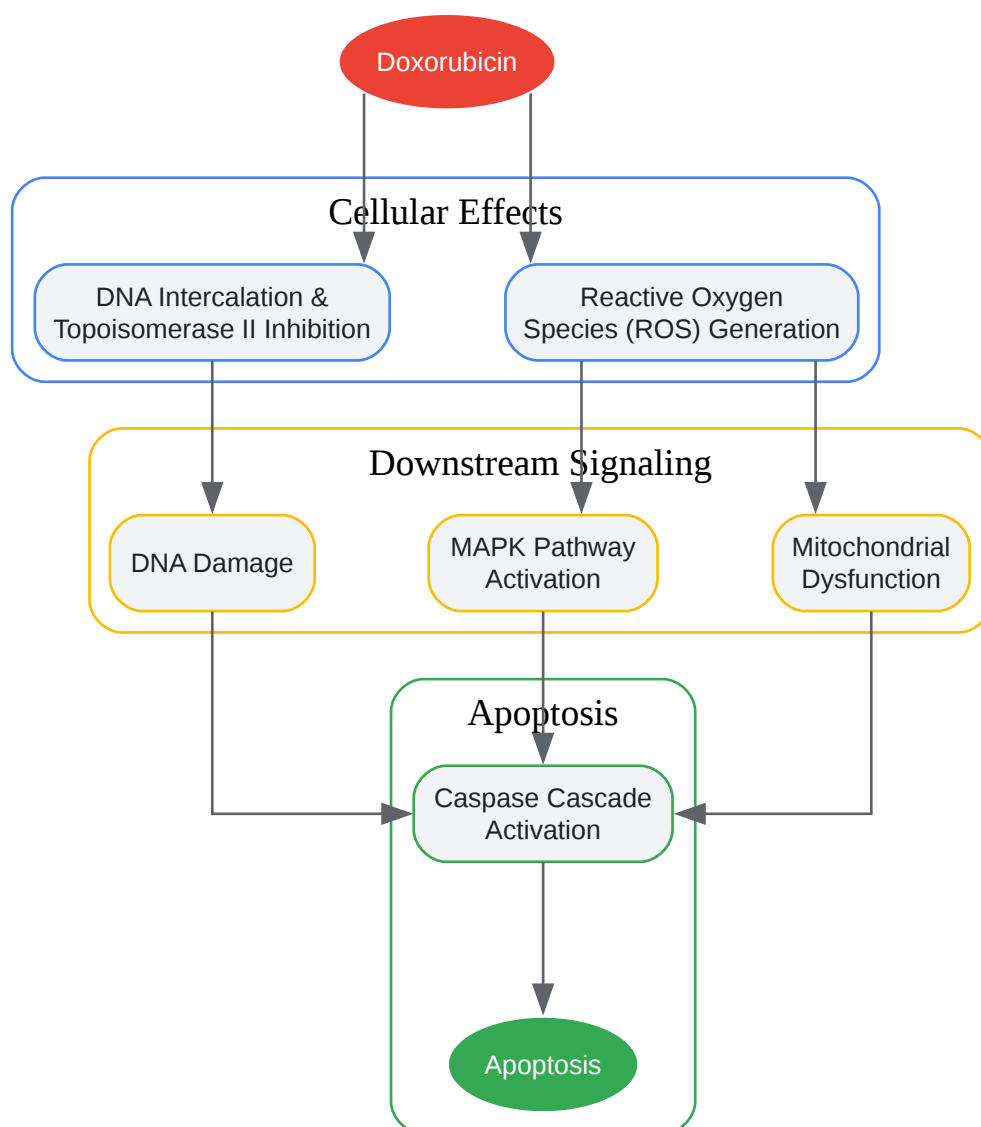 Doxorubicin
Cellular Effects
DNA Intercalation &
Topoisomerase II Inhibition
Reactive Oxygen
Species (ROS) Generation
Downstream Signaling
DNA Damage
MAPK Pathway
Activation
Mitochondrial
Dysfunction
Apoptosis
Caspase Cascade
Activation
Apoptosis